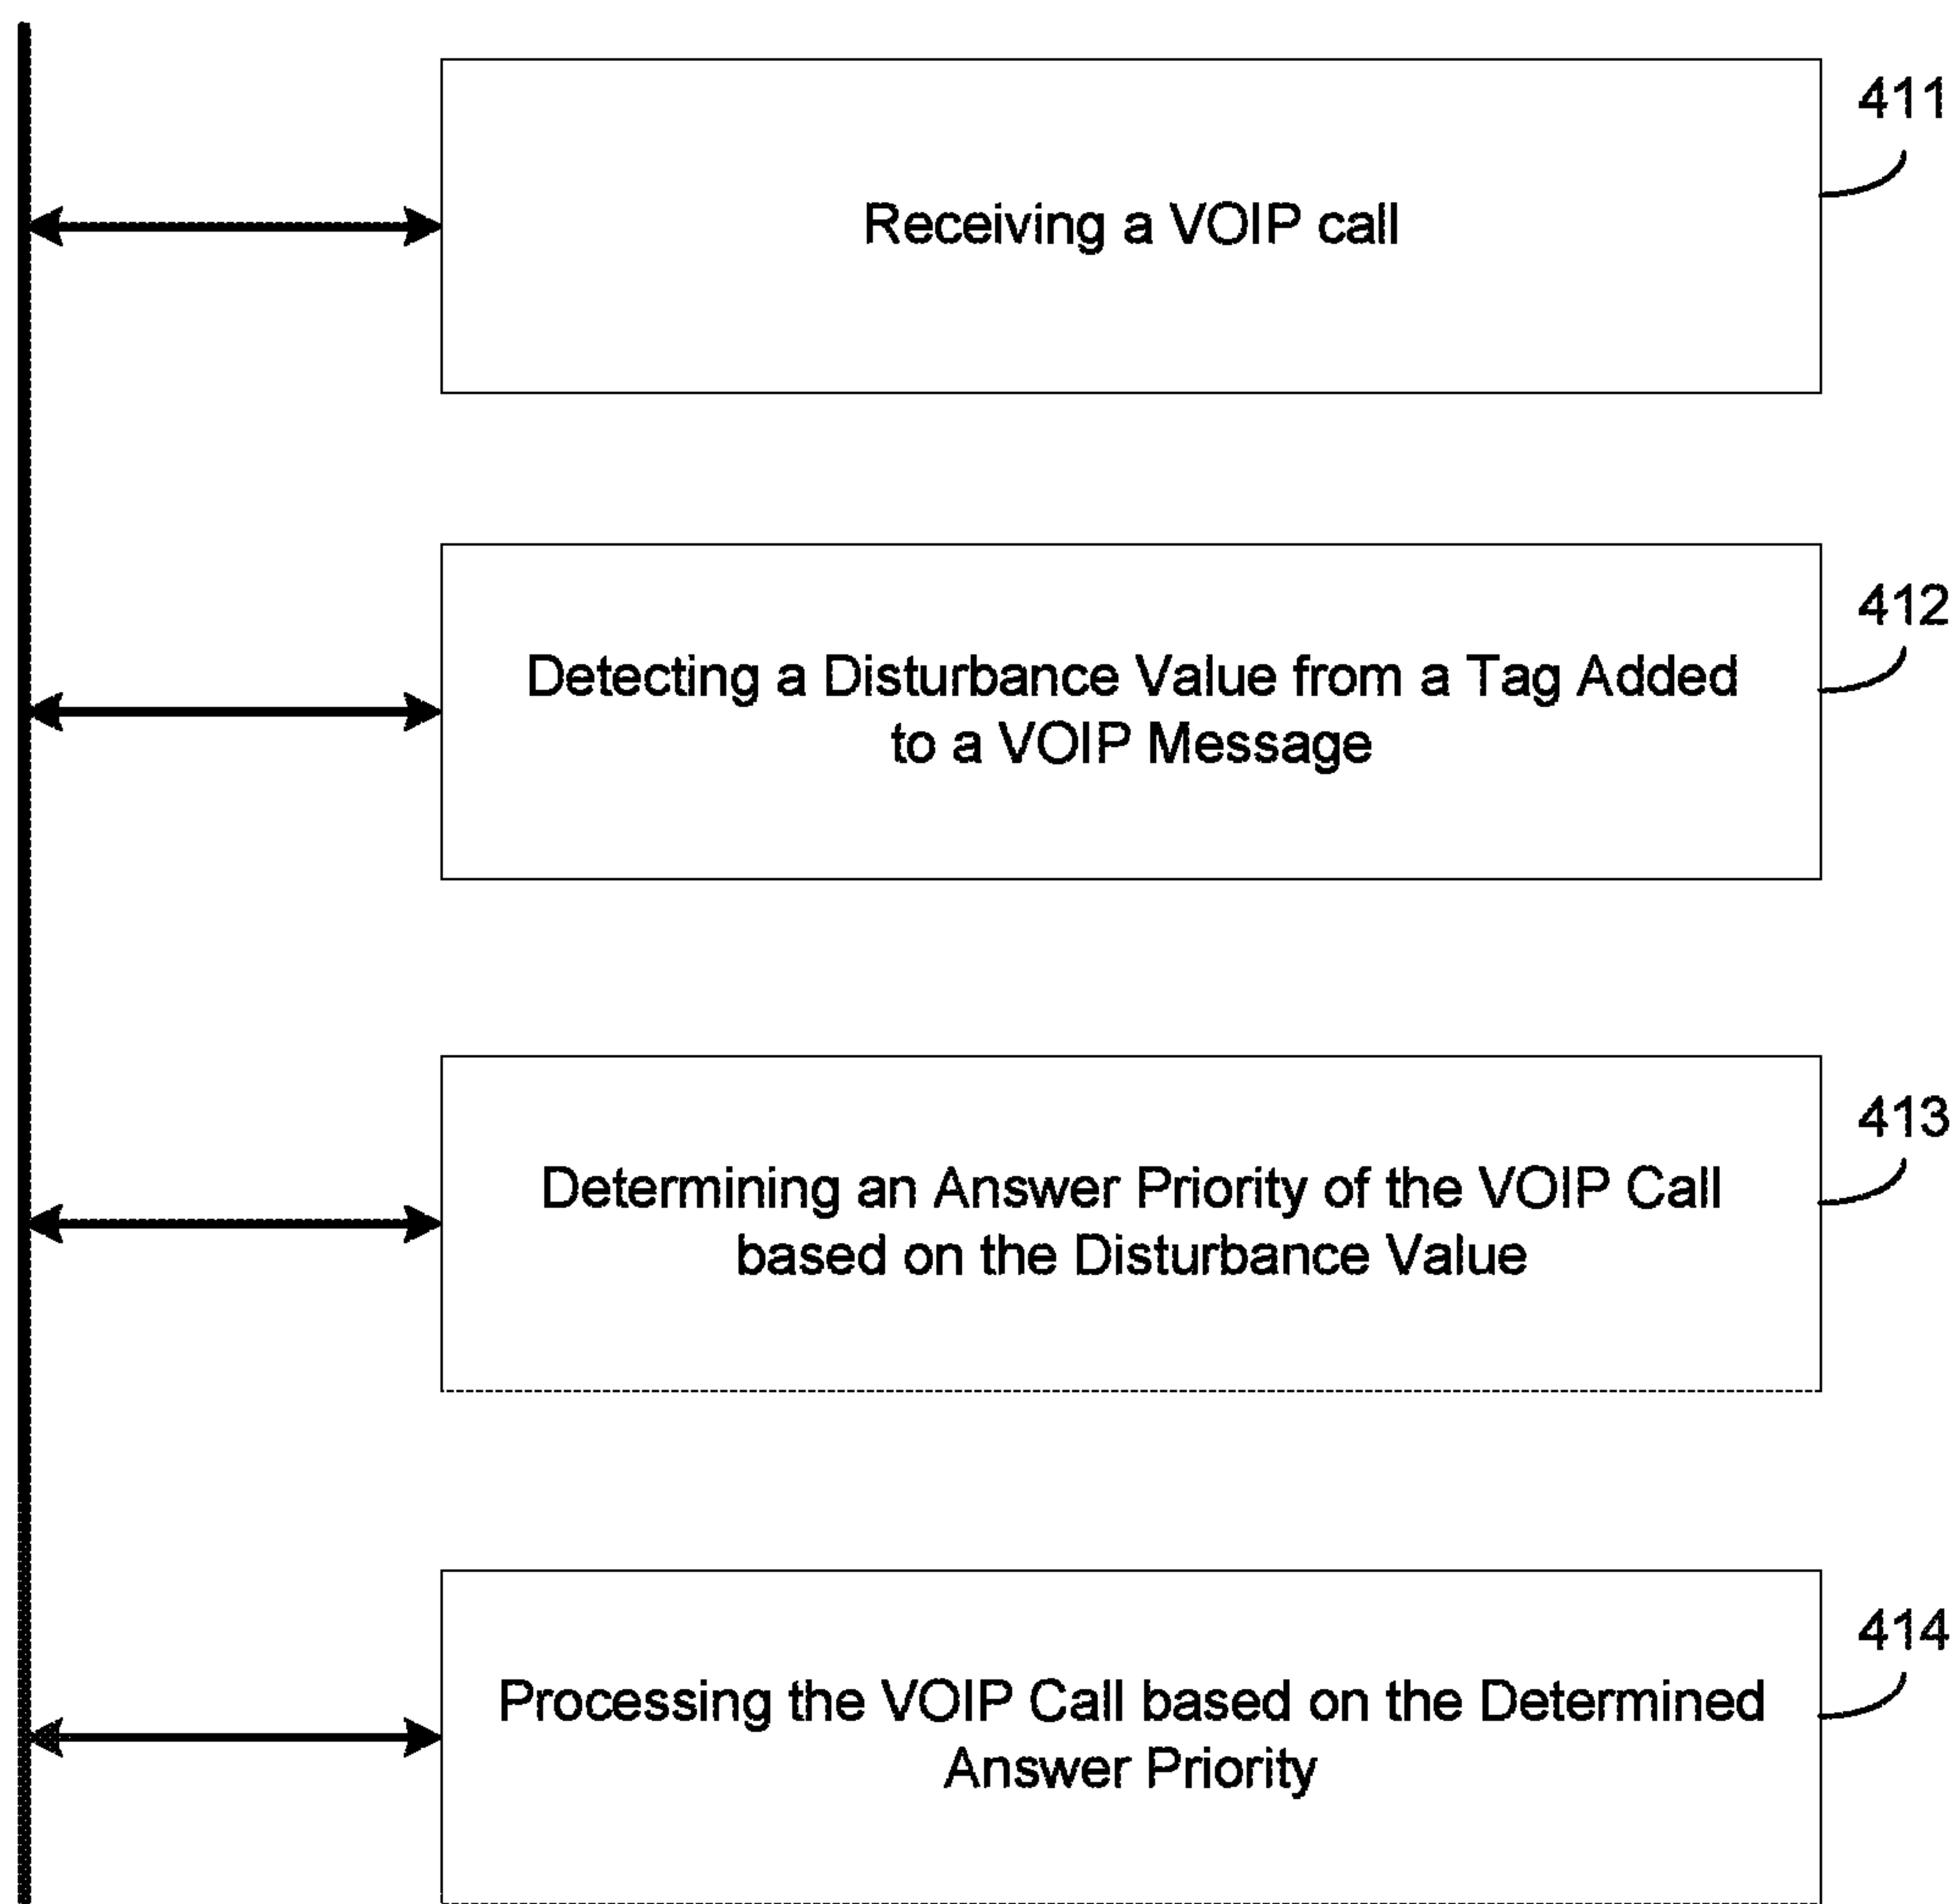 411
Receiving a VOIP call
412
Detecting a Disturbance Value from a Tag Added
to a VOIP Message
413
Determining an Answer Priority of the VOIP Call
based on the Disturbance Value
414
Processing the VOIP Call based on the Determined
Answer Priority